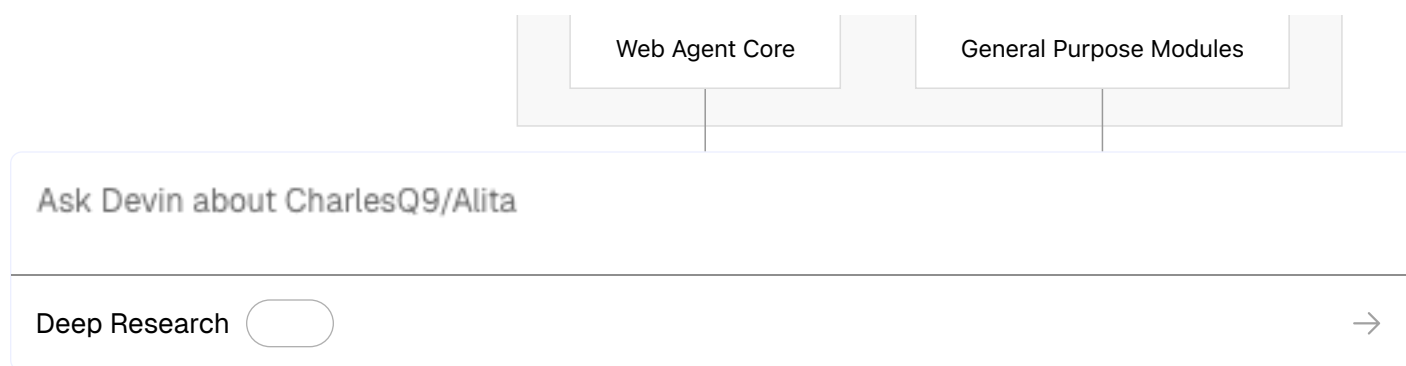 Web Agent Core
General Purpose Modules
Ask Devin about CharlesQ9/Alita
Deep Research